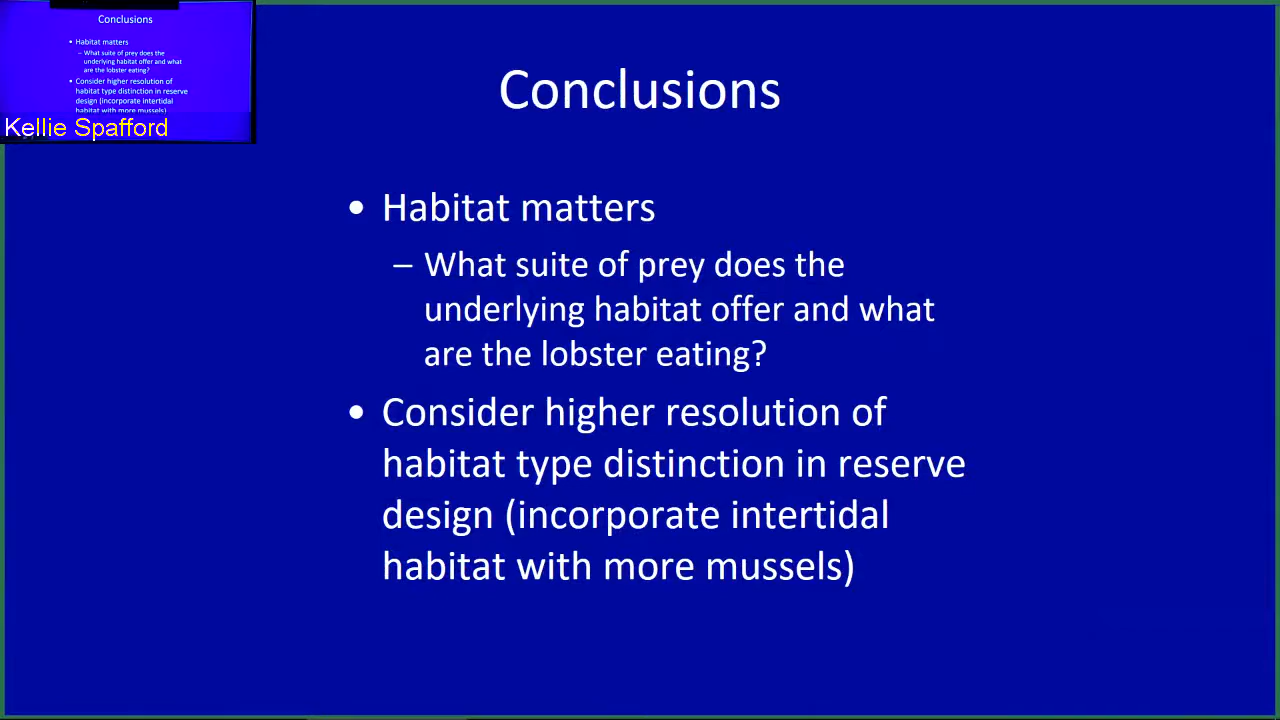 Conclusions
• Habitat matters
– What suite of prey does the
underlying habitat offer and what
are the lobster eating?
• Consider higher resolution of
habitat type distinction in reserve
design (incorporate intertidal
habitat with more mussels)
Kellie Spafford
Conclusions
• Habitat matters
– What suite of prey does the
underlying habitat offer and what
are the lobster eating?
• Consider higher resolution of
habitat type distinction in reserve
design (incorporate intertidal
habitat with more mussels)